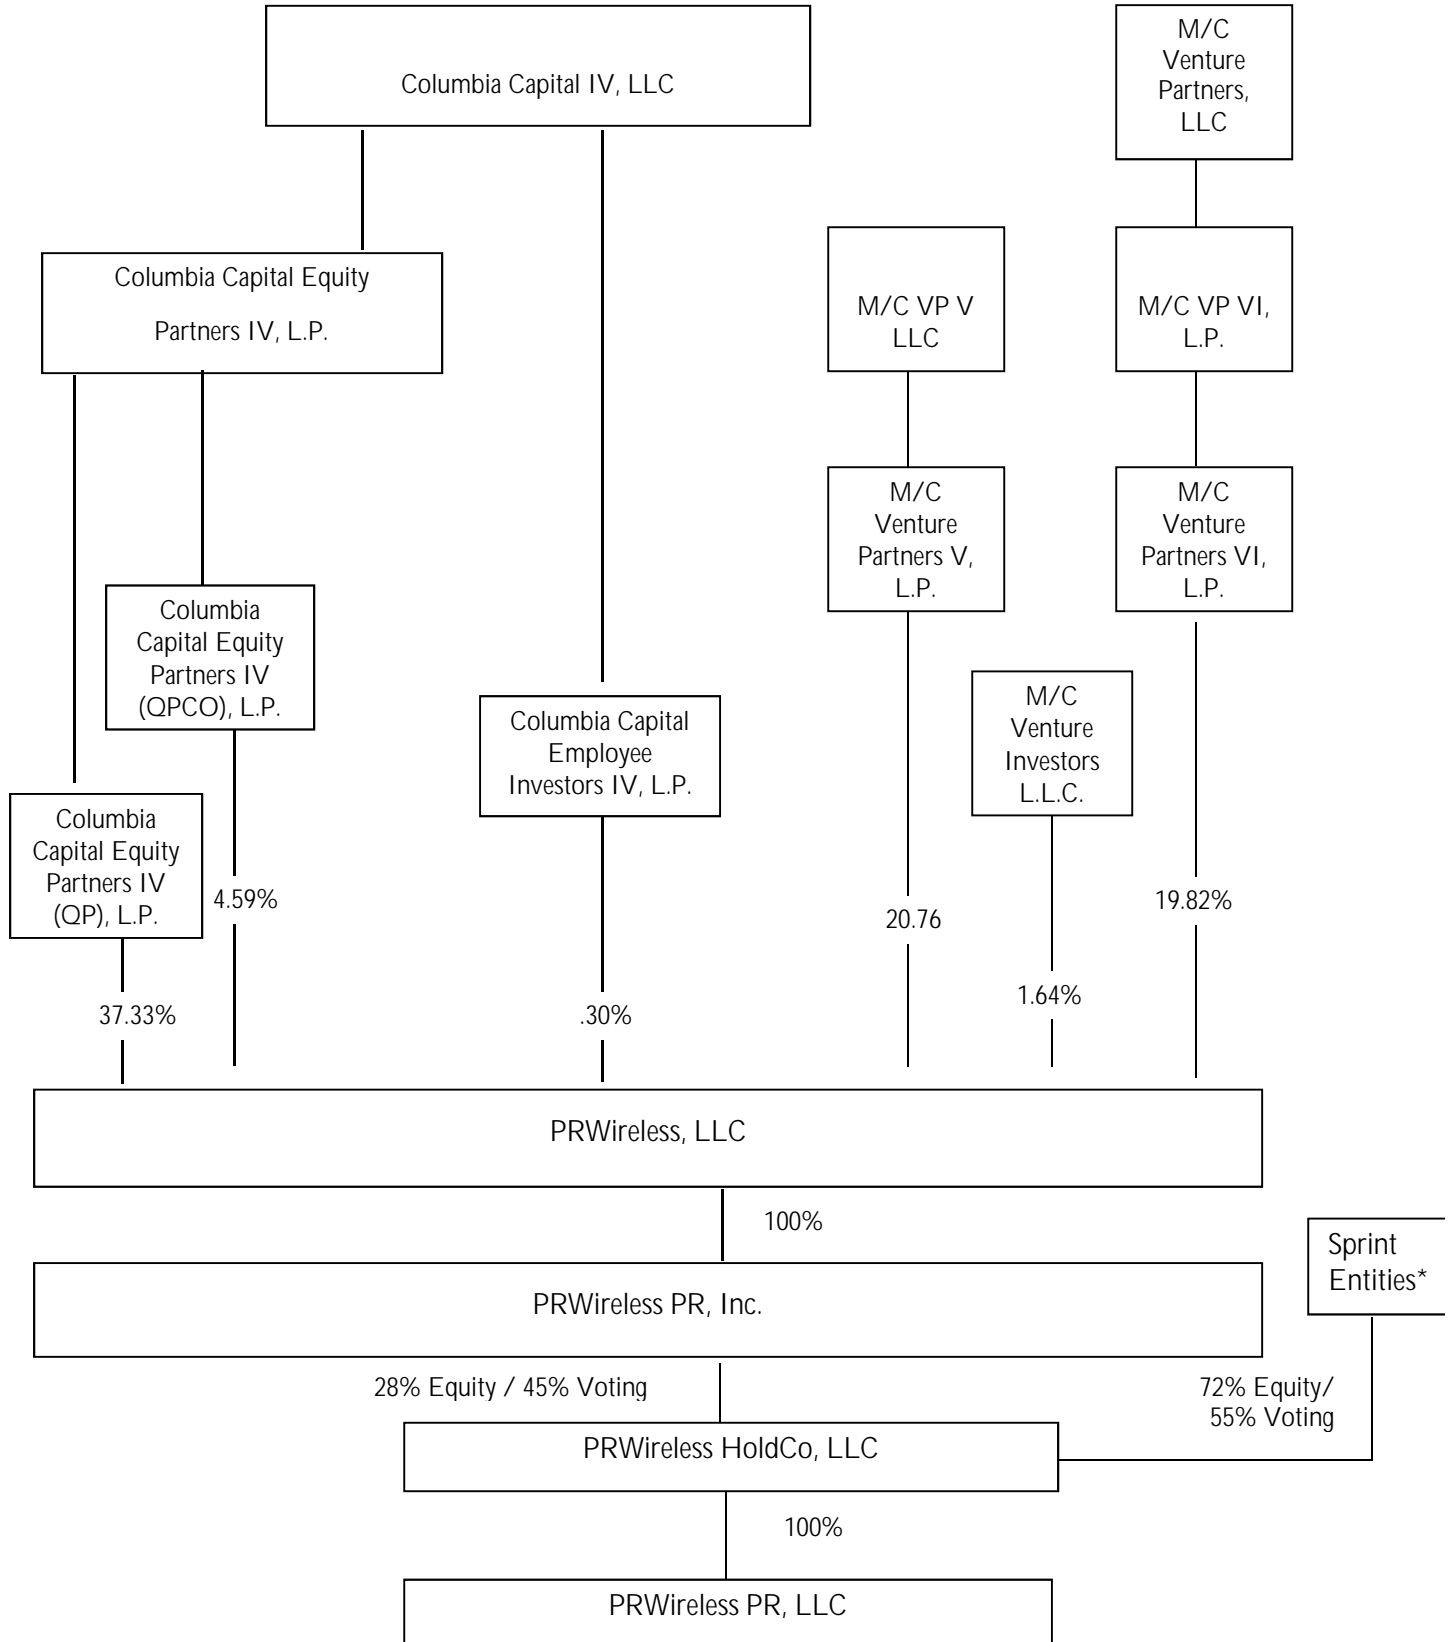 Columbia Capital IV, LLC
M/C
Venture
Partners,
LLC
Columbia Capital Equity
Partners IV, L.P.
M/C VP V
LLC
M/C VP VI,
L.P.
M/C
Venture
Partners V,
L.P.
M/C
Venture
Partners VI,
L.P.
Columbia
Capital Equity
Partners IV
(QPCO), L.P.
Columbia Capital
Employee
Investors IV, L.P.
M/C
Venture
Investors
L.L.C.
Columbia
Capital Equity
Partners IV
(QP), L.P.
4.59%
20.76
19.82%
37.33%
.30%
1.64%
PRWireless, LLC
100%
PRWireless PR, Inc.
Sprint
Entities*
28% Equity / 45% Voting
72% Equity/
55% Voting
PRWireless HoldCo, LLC
100%
PRWireless PR, LLC